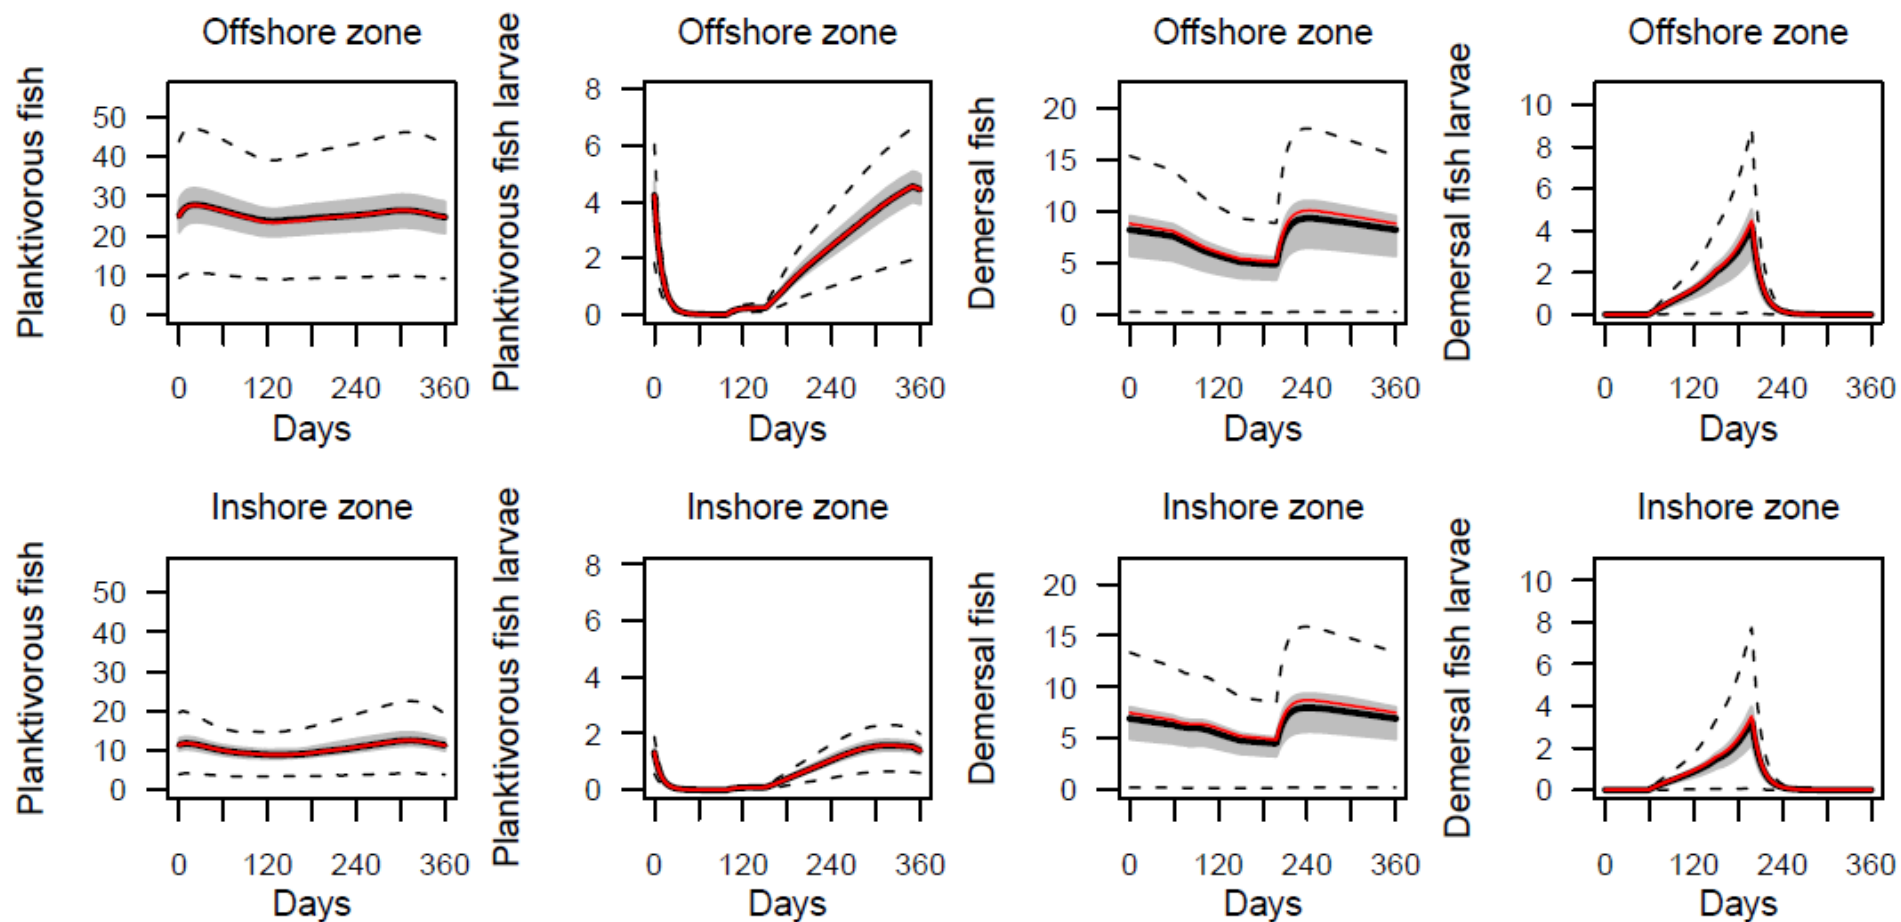 Offshore zone
Planktivorous fish
50
40
30
20
10
0
0 120 240 360
Days
Offshore zone
Planktivorous fish larvae
8
6
4
2
0
0 120 240 360
Days
Offshore zone
Demersal fish
20
15
10
5
0
0 120 240 360
Days
Offshore zone
Demersal fish larvae
10
8
6
4
2
0
0 120 240 360
Days
Inshore zone
Planktivorous fish
50
40
30
20
10
0
0 120 240 360
Days
Inshore zone
Planktivorous fish larvae
8
6
4
2
0
0 120 240 360
Days
Inshore zone
Demersal fish
20
15
10
5
0
0 120 240 360
Days
Inshore zone
Demersal fish larvae
10
8
6
4
2
0
0 120 240 360
Days